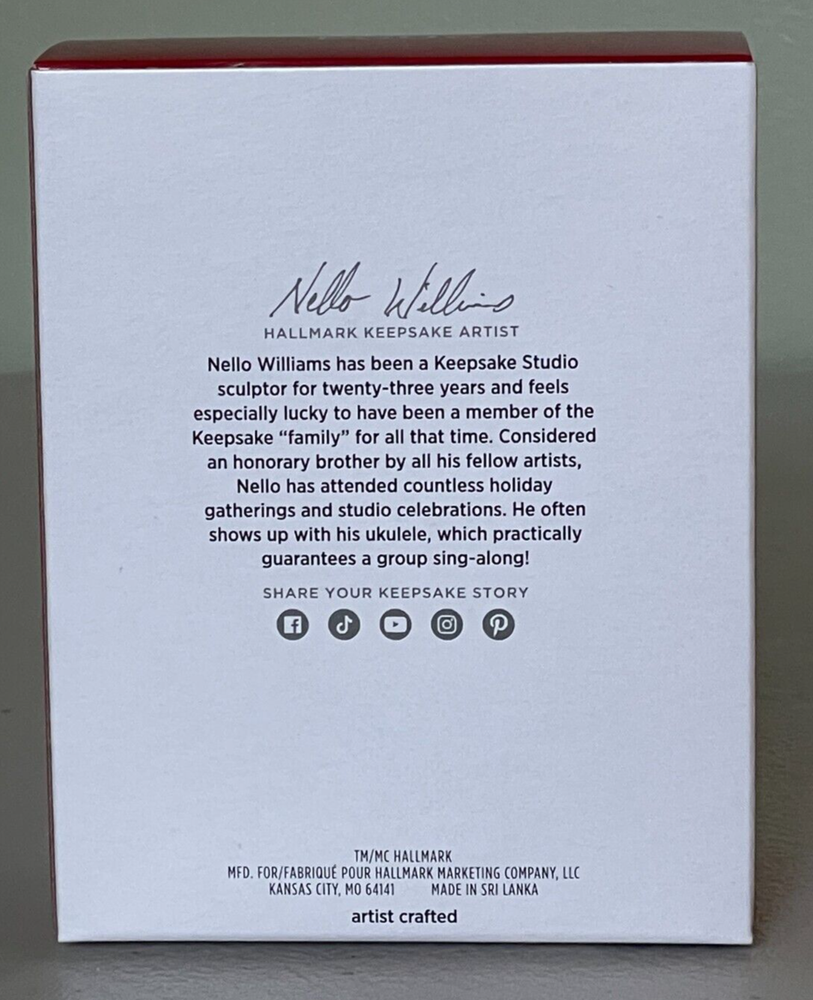 Nello Williams
HALLMARK KEEPSAKE ARTIST
Nello Williams has been a Keepsake Studio
sculptor for twenty-three years and feels
especially lucky to have been a member of the
Keepsake “family” for all that time. Considered
an honorary brother by all his fellow artists,
Nello has attended countless holiday
gatherings and studio celebrations. He often
shows up with his ukulele, which practically
guarantees a group sing-along!
SHARE YOUR KEEPSAKE STORY
TM/MC HALLMARK
MFD. FOR/FABRIQUÉ POUR HALLMARK MARKETING COMPANY, LLC
KANSAS CITY, MO 64141 MADE IN SRI LANKA
artist crafted